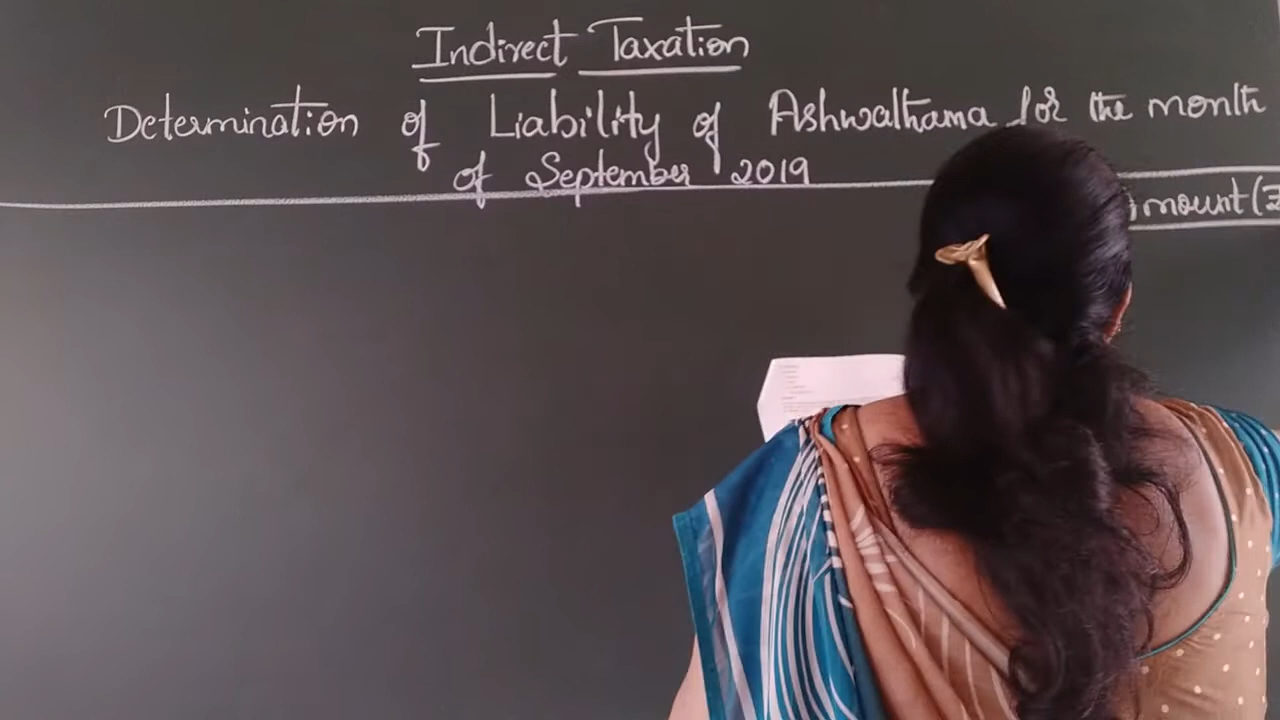 Indirect Taxation
Determination of Liability of Ashwathama for the month
of September 2019
mount (₹